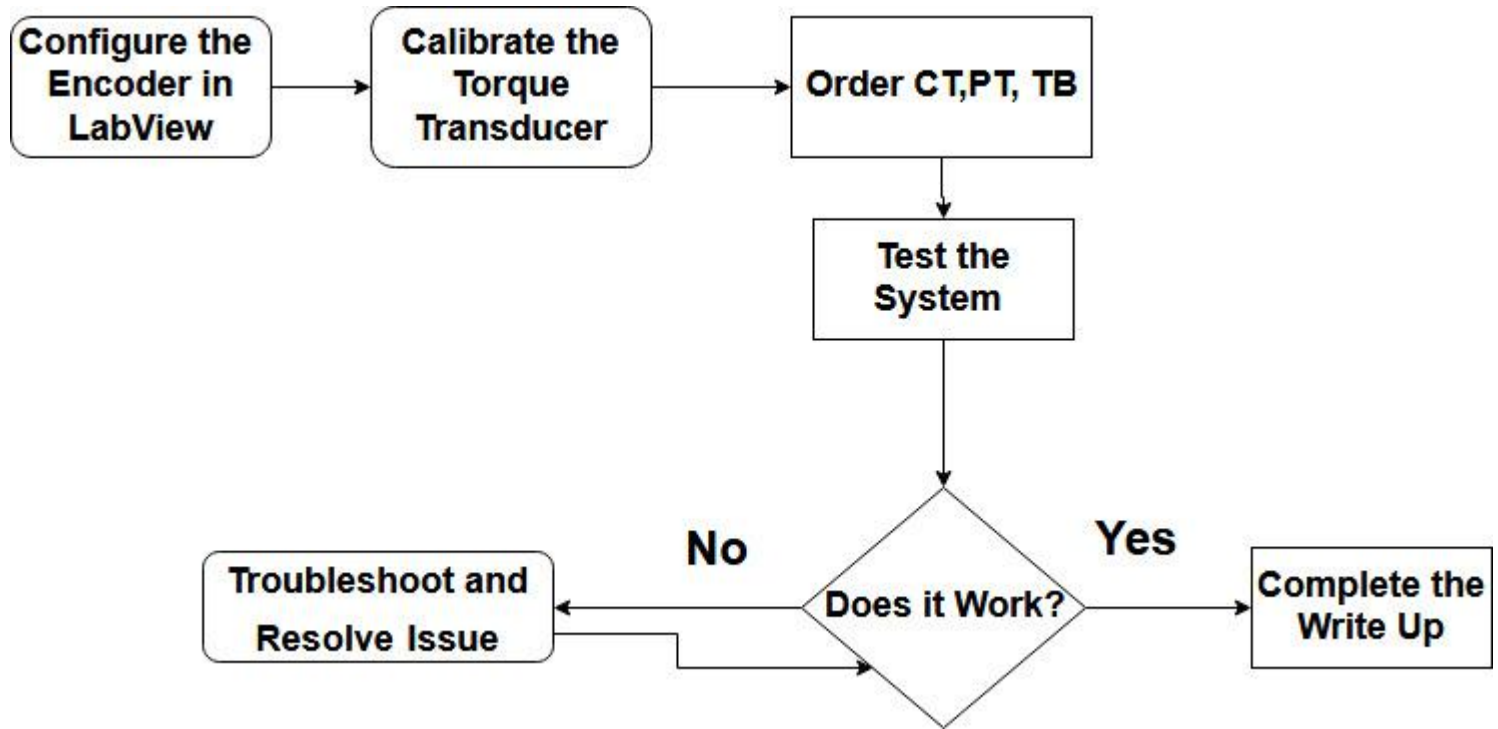 Configure the
Encoder in
LabView
Calibrate the
Torque
Transducer
Order CT,PT, TB
Test the
System
No
Yes
Troubleshoot and
Resolve Issue
Does it Work?
Complete the
Write Up